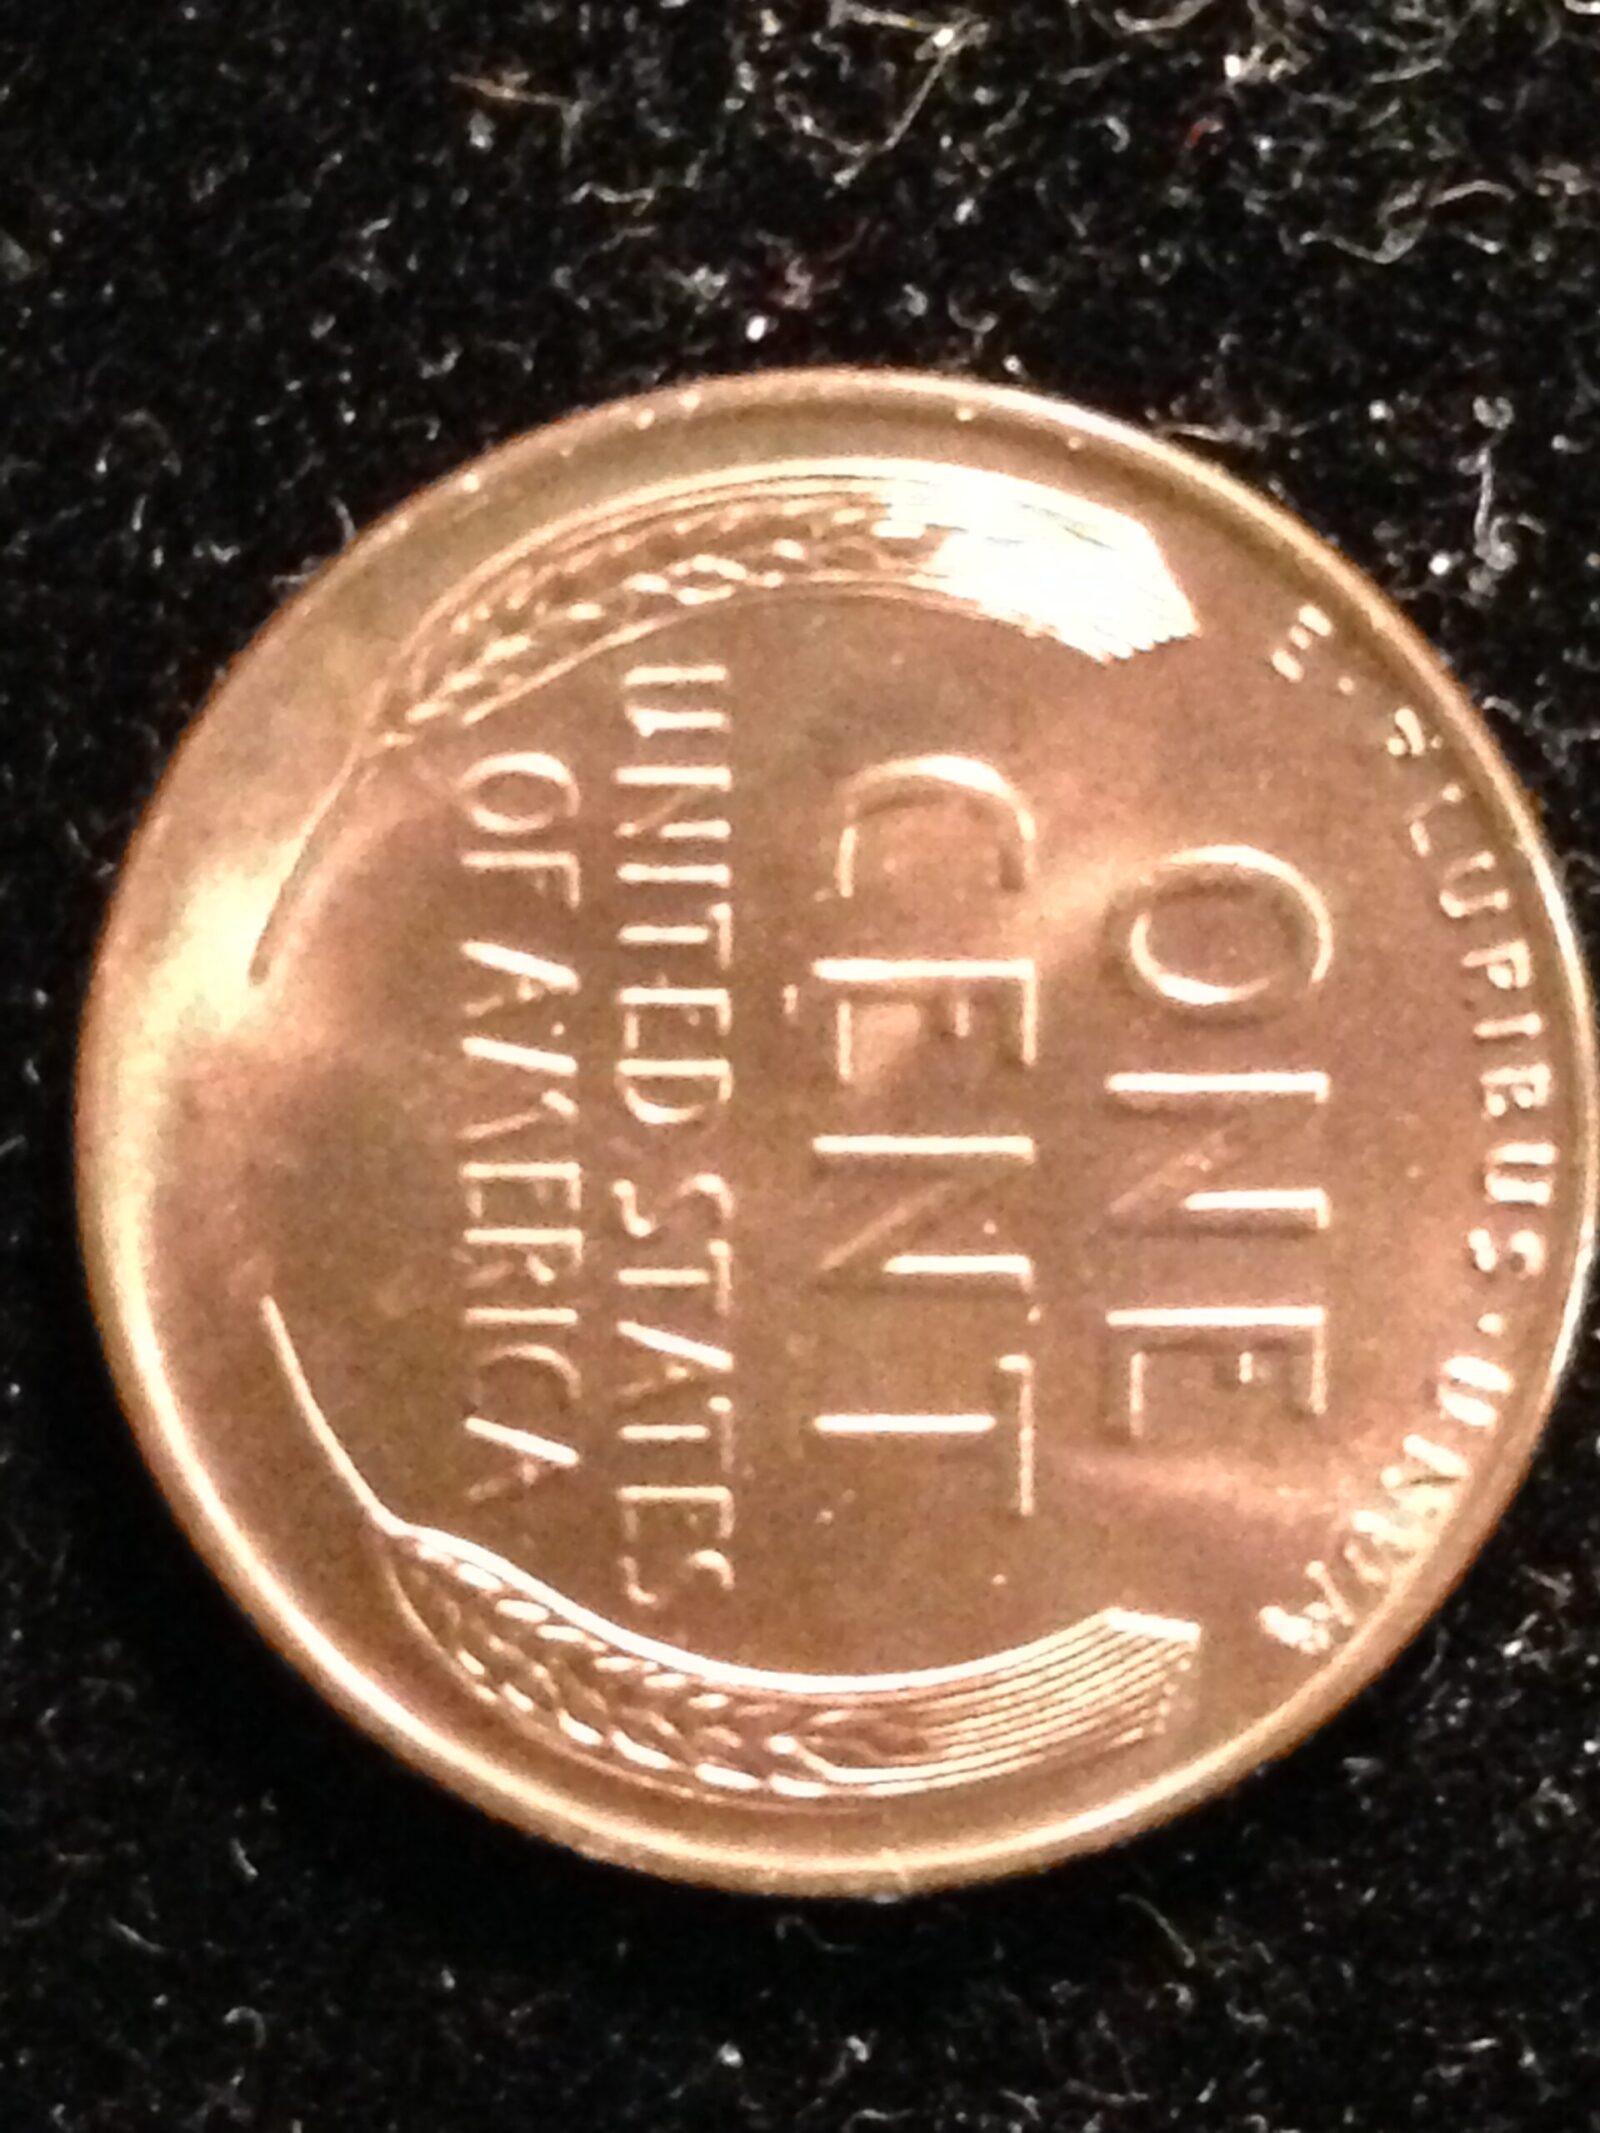 E·PLURIBUS·UNUM
ONE
CENT
UNITED STATES
OF AMERICA